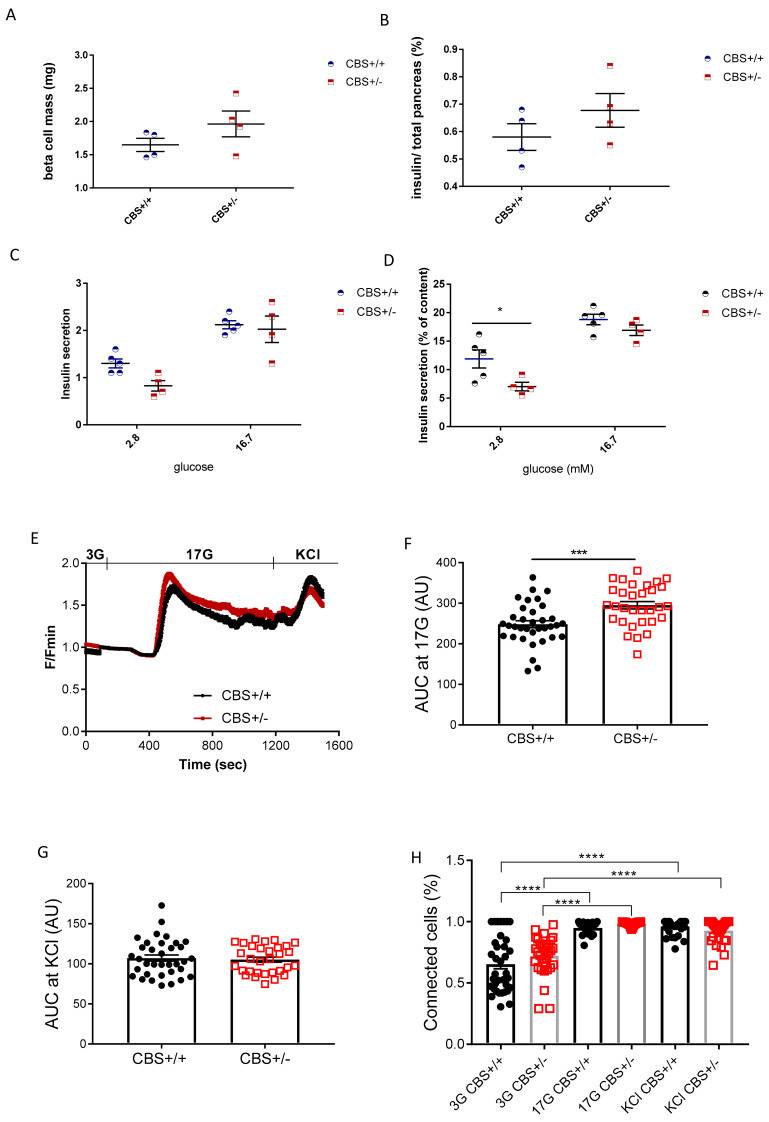 A
beta cell mass (mg)
3.0
2.5
2.0
1.5
1.0
CBS+/+
CBS+/-
CBS+/+
CBS+/-
B
insulin/ total pancreas (%)
0.9
0.8
0.7
0.6
0.5
0.4
CBS+/+
CBS+/-
CBS+/+
CBS+/-
C
Insulin secretion
3
2
1
0
2.8
16.7
glucose
CBS+/+
CBS+/-
D
Insulin secretion (% of content)
25
20
15
10
5
0
*
2.8
16.7
glucose (mM)
CBS+/+
CBS+/-
E
3G 17G KCl
F/Fmin
2.0
1.5
1.0
0.5
0.0
CBS+/+
CBS+/-
0 400 800 1200 1600
Time (sec)
F
AUC at 17G (AU)
400
300
200
100
0
***
CBS+/+ CBS+/-
G
AUC at KCl (AU)
200
150
100
50
0
CBS+/+ CBS+/-
H
Connected cells (%)
1.5
1.0
0.5
0.0
****
****
****
****
3G CBS+/+
3G CBS+/-
17G CBS+/+
17G CBS+/-
KCl CBS+/+
KCl CBS+/-